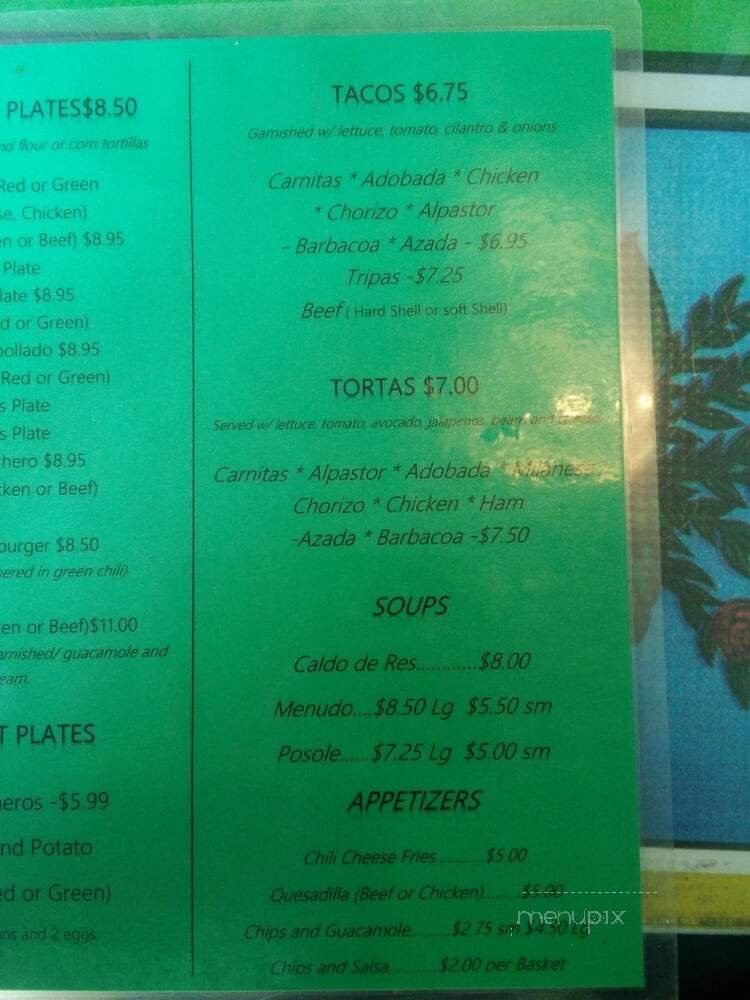 PLATES$8.50
nd flour or corn tortillas
Red or Green
se, Chicken)
en or Beef) $8.95
Plate
late $8.95
d or Green)
pollado $8.95
Red or Green)
s Plate
s Plate
chero $8.95
cken or Beef)
burger $8.50
hered in green chili)
en or Beef)$11.00
arnished/ guacamole and
eam.
T PLATES
eros -$5.99
nd Potato
ed or Green)
ans and 2 eggs
TACOS $6.75
Garnished w/ lettuce, tomato, cilantro & onions
Carnitas * Adobada * Chicken
* Chorizo * Alpastor
- Barbacoa * Azada - $6.95
Tripas -$7.25
Beef ( Hard Shell or soft Shell)
TORTAS $7.00
Served w/ lettuce, tomato, avocado, jalapenos, beans and cheese
Carnitas * Alpastor * Adobada * Milanesa
Chorizo * Chicken * Ham
-Azada * Barbacoa -$7.50
SOUPS
Caldo de Res............$8.00
Menudo....$8.50 Lg $5.50 sm
Posole......$7.25 Lg $5.00 sm
APPETIZERS
Chili Cheese Fries...........$5.00
Quesadilla (Beef or Chicken).......$5.00
Chips and Guacamole.........$2.75 sm $4.50 Lg
Chips and Salsa............$2.00 per Basket
menupix